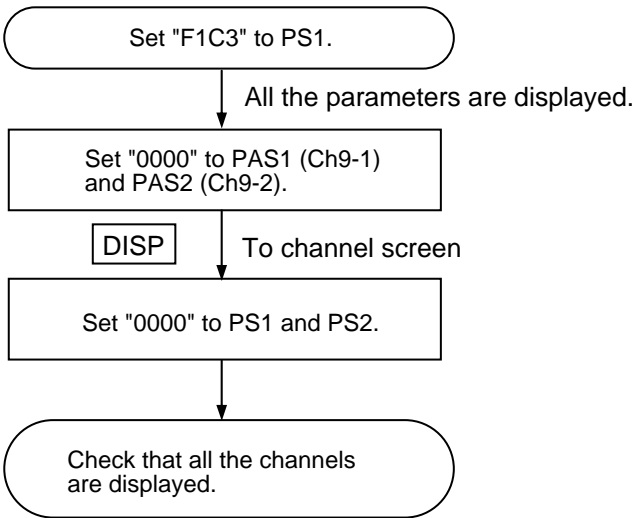 Set "F1C3" to PS1.
All the parameters are displayed.
Set "0000" to PAS1 (Ch9-1)
and PAS2 (Ch9-2).
DISP
To channel screen
Set "0000" to PS1 and PS2.
Check that all the channels
are displayed.